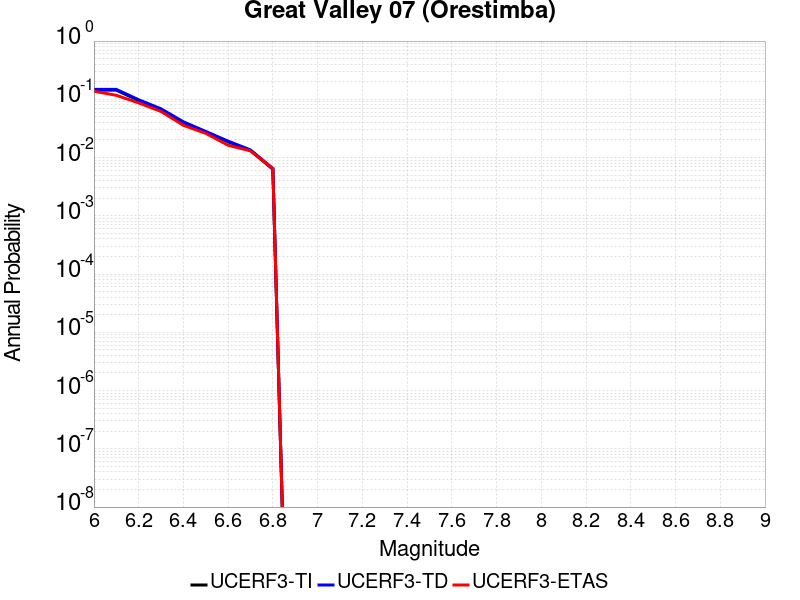 Great Valley 07 (Orestimba)
10^0
10^-1
10^-2
10^-3
10^-4
10^-5
10^-6
10^-7
10^-8
Annual Probability
6 6.2 6.4 6.6 6.8 7 7.2 7.4 7.6 7.8 8 8.2 8.4 8.6 8.8 9
Magnitude
UCERF3-TI UCERF3-TD UCERF3-ETAS